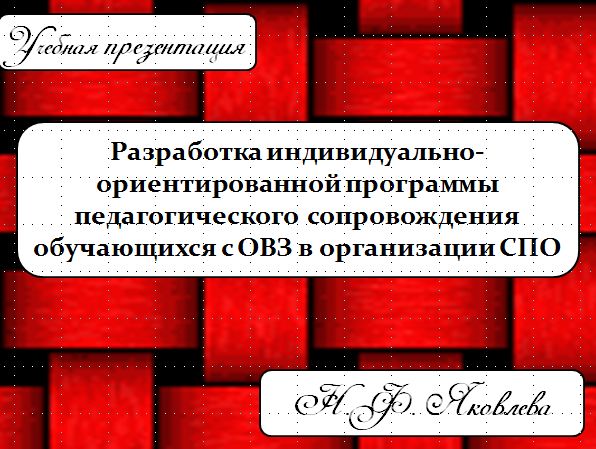 Учебная презентация
Разработка индивидуально-
ориентированной программы
педагогического сопровождения
обучающихся с ОВЗ в организации СПО
Н. Ф. Яковлева